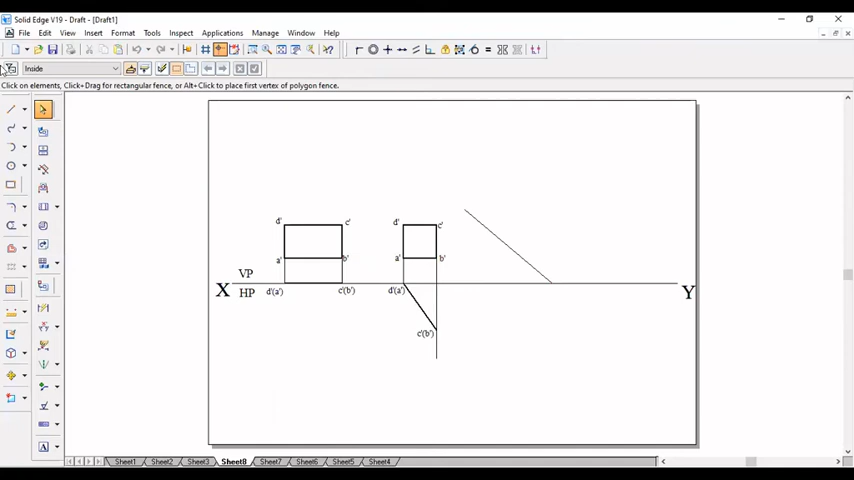 Solid Edge V19 - Draft - [Draft1]
File Edit View Insert Format Tools Inspect Applications Manage Window Help
Inside
Click on elements, Click+Drag for rectangular fence, or Alt+Click to place first vertex of polygon fence.
d' c' d' c'
a' b' a' b'
VP
X HP d'(a') c'(b') d'(a') Y
c'(b')
A
Sheet1 Sheet2 Sheet3 Sheet8 Sheet7 Sheet6 Sheet5 Sheet4